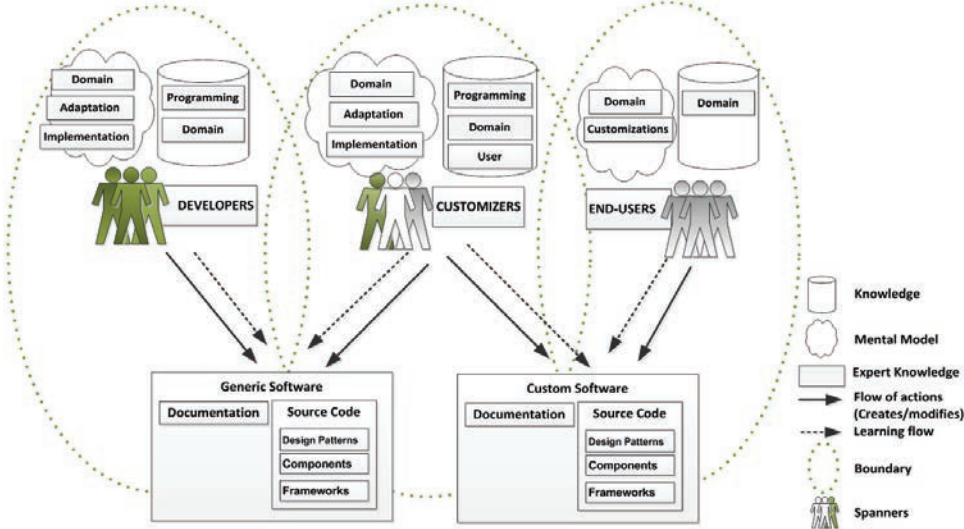 Domain
Adaptation
Implementation
Programming
Domain
DEVELOPERS
Domain
Adaptation
Implementation
Programming
Domain
User
CUSTOMIZERS
Domain
Customizations
Domain
END-USERS
Generic Software
Documentation
Source Code
Design Patterns
Components
Frameworks
Custom Software
Documentation
Source Code
Design Patterns
Components
Frameworks
Knowledge
Mental Model
Expert Knowledge
Flow of actions
(Creates/modifies)
Learning flow
Boundary
Spanners